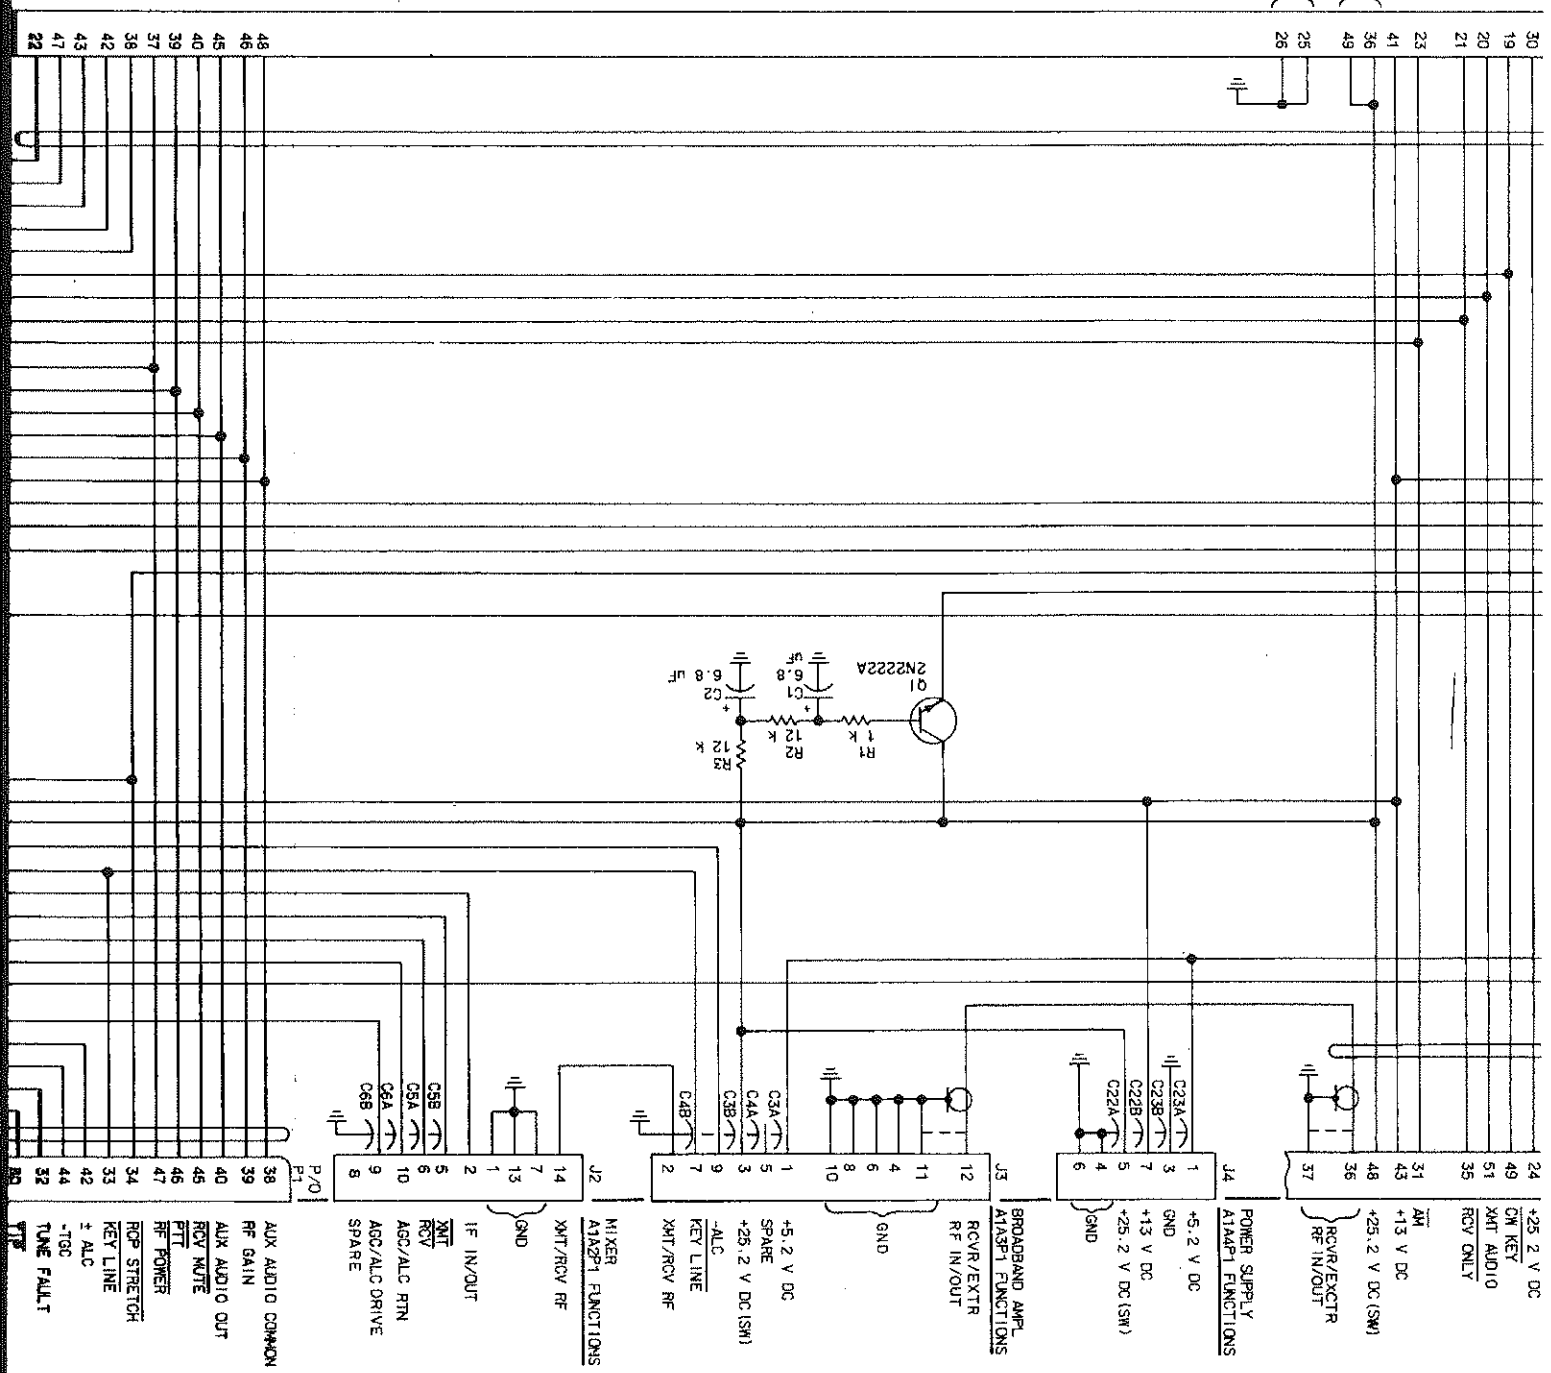 22
47
43
42
38
37
39
40
45
46
48
26
25
49
36
41
23
21
20
19
30
Q1
2N2222A
C1
6.8
uF
+
C2
6.8 uF
+
R1
1 K
R2
12 K
R3
12 K
C6B
C6A
C5A
C5B
C4B
C3B
C4A
C3A
C22A
C22B
C23B
C23A
24 +25 2 V DC
49 CW KEY
51 XMT AUDIO
35 RCV ONLY
31 AM
43 +13 V DC
48 +25.2 V DC (SW)
36
37
RCVR/EXCTR
RF IN/OUT
J4
POWER SUPPLY
A1A4P1 FUNCTIONS
1 +5.2 V DC
3 GND
7 +13 V DC
5 +25.2 V DC (SW)
4
6
GND
J3
BROADBAND AMPL
A1A3P1 FUNCTIONS
12 RCVR/EXTR
RF IN/OUT
11
4
6
8
10
GND
1 +5.2 V DC
5 SPARE
3 +25.2 V DC (SW)
9 -ALC
7 KEY LINE
2 XMT/RCV RF
J2
MIXER
A1A2P1 FUNCTIONS
14 XMT/RCV RF
7
13
1
GND
2 IF IN/OUT
5 XMT
6 RCV
10 AGC/ALC RTN
9 AGC/ALC DRIVE
8 SPARE
P/O
P1
38 AUX AUDIO COMMON
39 RF GAIN
40 AUX AUDIO OUT
45 RCV MUTE
46 PTT
47 RF POWER
34 RCP STRETCH
33 KEY LINE
42 ± ALC
44 -TGC
32 TUNE FAULT